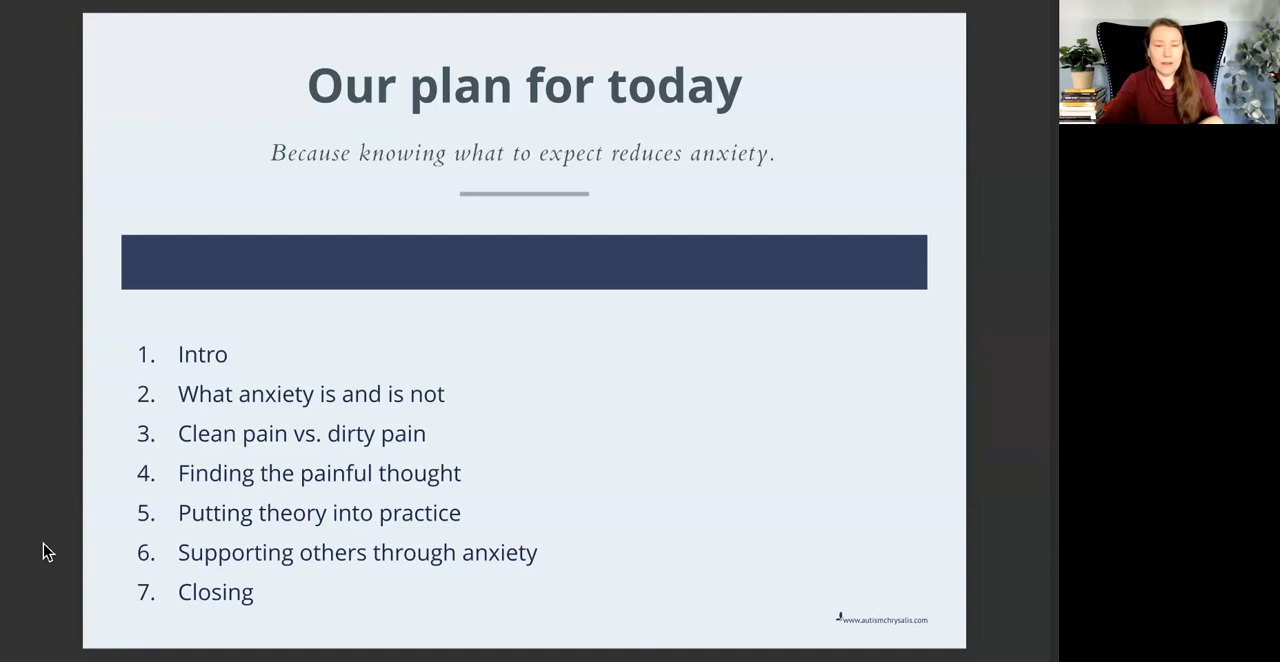 Our plan for today
Because knowing what to expect reduces anxiety.
1. Intro
2. What anxiety is and is not
3. Clean pain vs. dirty pain
4. Finding the painful thought
5. Putting theory into practice
6. Supporting others through anxiety
7. Closing
www.autismchrysalis.com